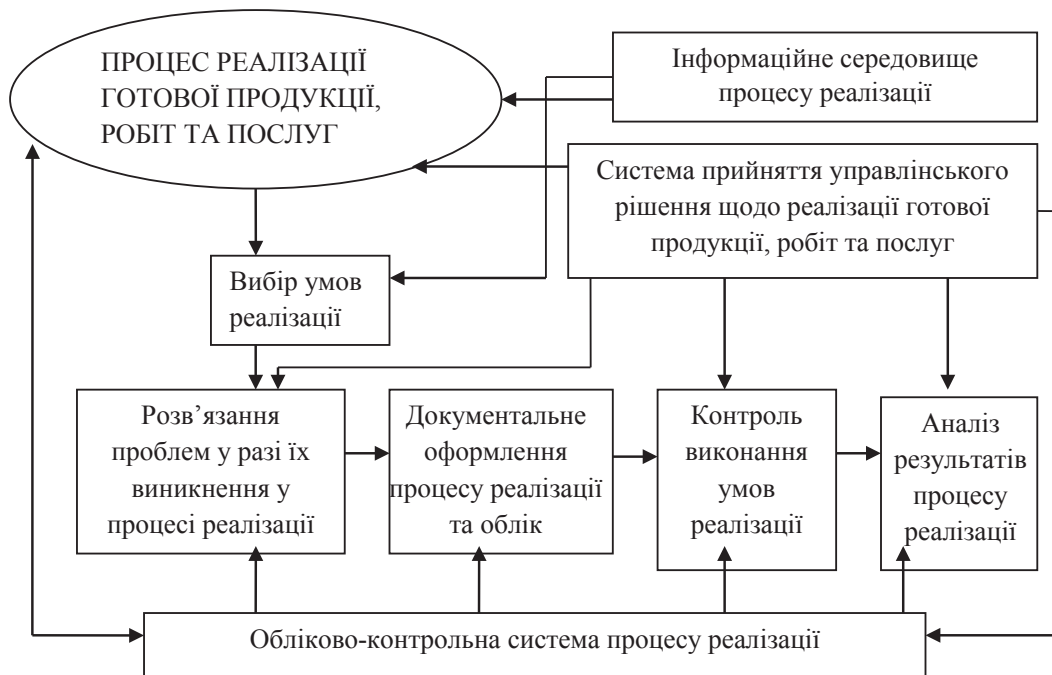 ПРОЦЕС РЕАЛІЗАЦІЇ
ГОТОВОЇ ПРОДУКЦІЇ,
РОБІТ ТА ПОСЛУГ
Інформаційне середовище
процесу реалізації
Система прийняття управлінського
рішення щодо реалізації готової
продукції, робіт та послуг
Вибір умов
реалізації
Розв’язання
проблем у разі їх
виникнення у
процесі реалізації
Документальне
оформлення
процесу реалізації
та облік
Контроль
виконання
умов
реалізації
Аналіз
результатів
процесу
реалізації
Обліково-контрольна система процесу реалізації